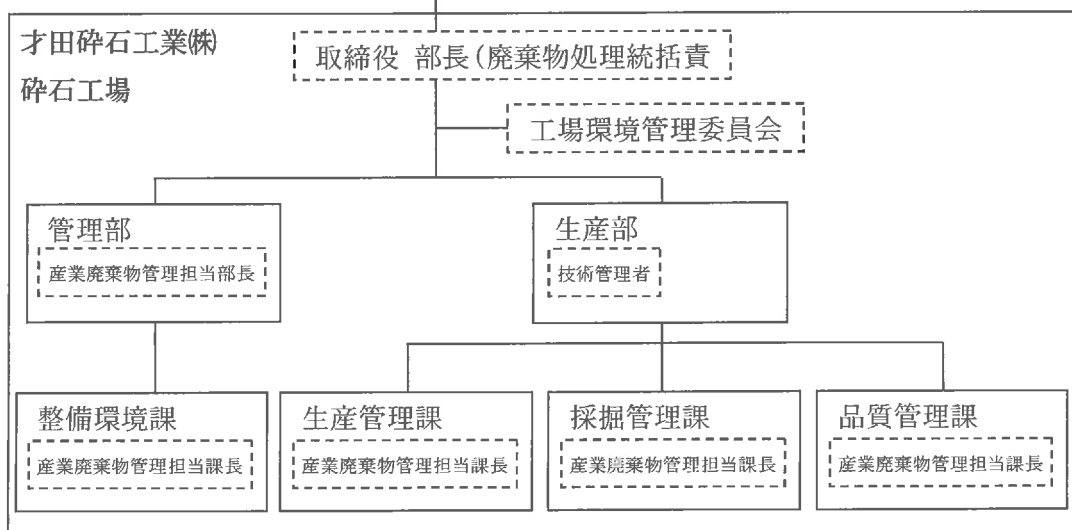 才田砕石工業㈱
砕石工場
取締役 部長(廃棄物処理統括責
工場環境管理委員会
管理部
産業廃棄物管理担当部長
生産部
技術管理者
整備環境課
産業廃棄物管理担当課長
生産管理課
産業廃棄物管理担当課長
採掘管理課
産業廃棄物管理担当課長
品質管理課
産業廃棄物管理担当課長